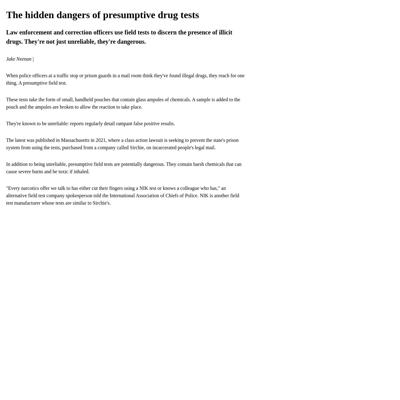 The hidden dangers of presumptive drug tests
Law enforcement and correction officers use field tests to discern the presence of illicit
drugs. They're not just unreliable, they're dangerous.
Jake Neenan |
When police officers at a traffic stop or prison guards in a mail room think they've found illegal drugs, they reach for one
thing. A presumptive field test.
These tests take the form of small, handheld pouches that contain glass ampules of chemicals. A sample is added to the
pouch and the ampules are broken to allow the reaction to take place.
They're known to be unreliable: reports regularly detail rampant false positive results.
The latest was published in Massachusetts in 2021, where a class action lawsuit is seeking to prevent the state's prison
system from using the tests, purchased from a company called Sirchie, on incarcerated people's legal mail.
In addition to being unreliable, presumptive field tests are potentially dangerous. They contain harsh chemicals that can
cause severe burns and be toxic if inhaled.
"Every narcotics offer we talk to has either cut their fingers using a NIK test or knows a colleague who has," an
alternative field test company spokesperson told the International Association of Chiefs of Police. NIK is another field
test manufacturer whose tests are similar to Sirchie's.